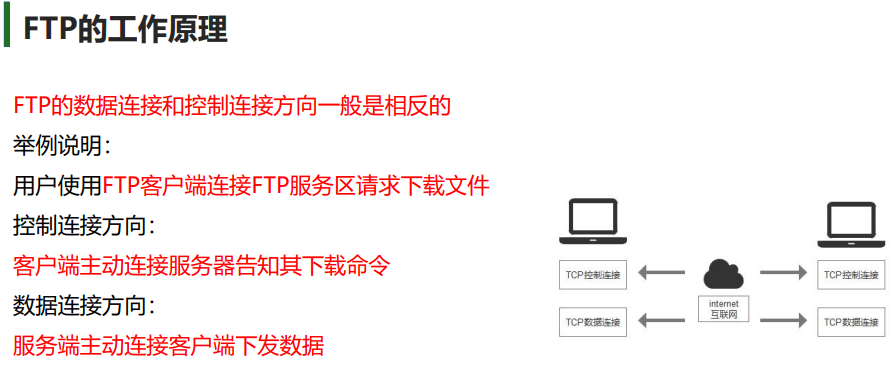 FTP的工作原理
FTP的数据连接和控制连接方向一般是相反的
举例说明：
用户使用FTP客户端连接FTP服务区请求下载文件
控制连接方向：
客户端主动连接服务器告知其下载命令
数据连接方向：
服务端主动连接客户端下发数据
TCP控制连接
TCP控制连接
internet
互联网
TCP数据连接
TCP数据连接